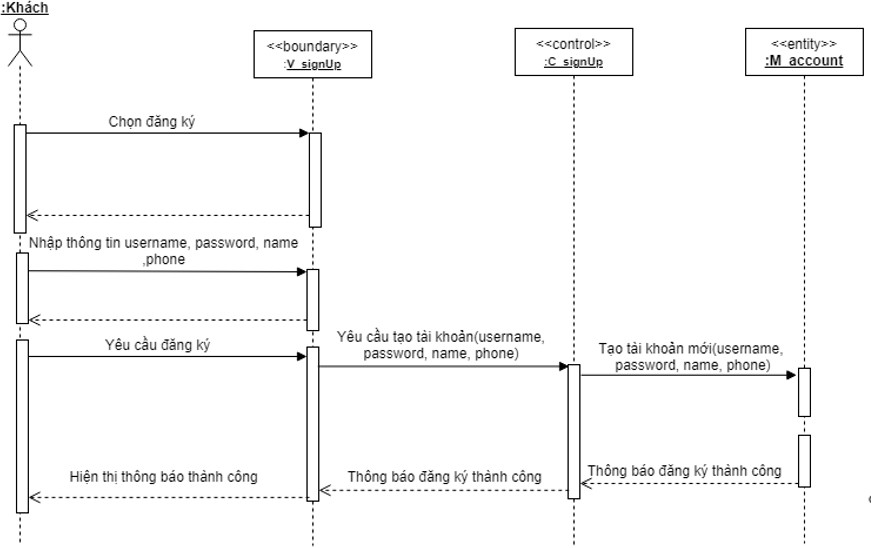 :Khách
<<boundary>>
:V_signUp
<<control>>
:C_signUp
<<entity>>
:M_account
Chọn đăng ký
Nhập thông tin username, password, name
,phone
Yêu cầu đăng ký
Yêu cầu tạo tài khoản(username,
password, name, phone)
Tạo tài khoản mới(username,
password, name, phone)
Hiện thị thông báo thành công
Thông báo đăng ký thành công
Thông báo đăng ký thành công